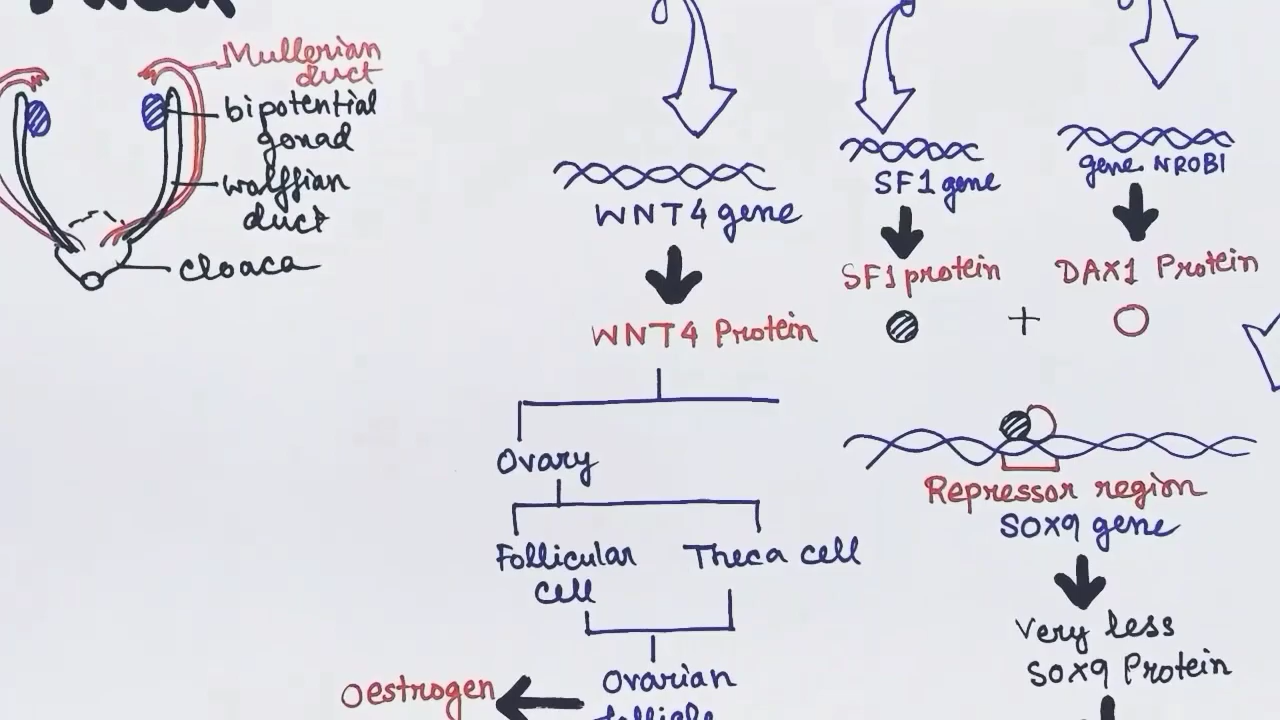 Mullerian
duct
bipotential
gonad
walffian
duct
cloaca
WNT4 gene
WNT4 Protein
Ovary
Follicular
cell
Theca cell
Ovarian
Oestrogen
SF1 gene
SF1 protein
+
gene NROB1
DAX1 Protein
Repressor region
SOX9 gene
Very less
SOX9 Protein